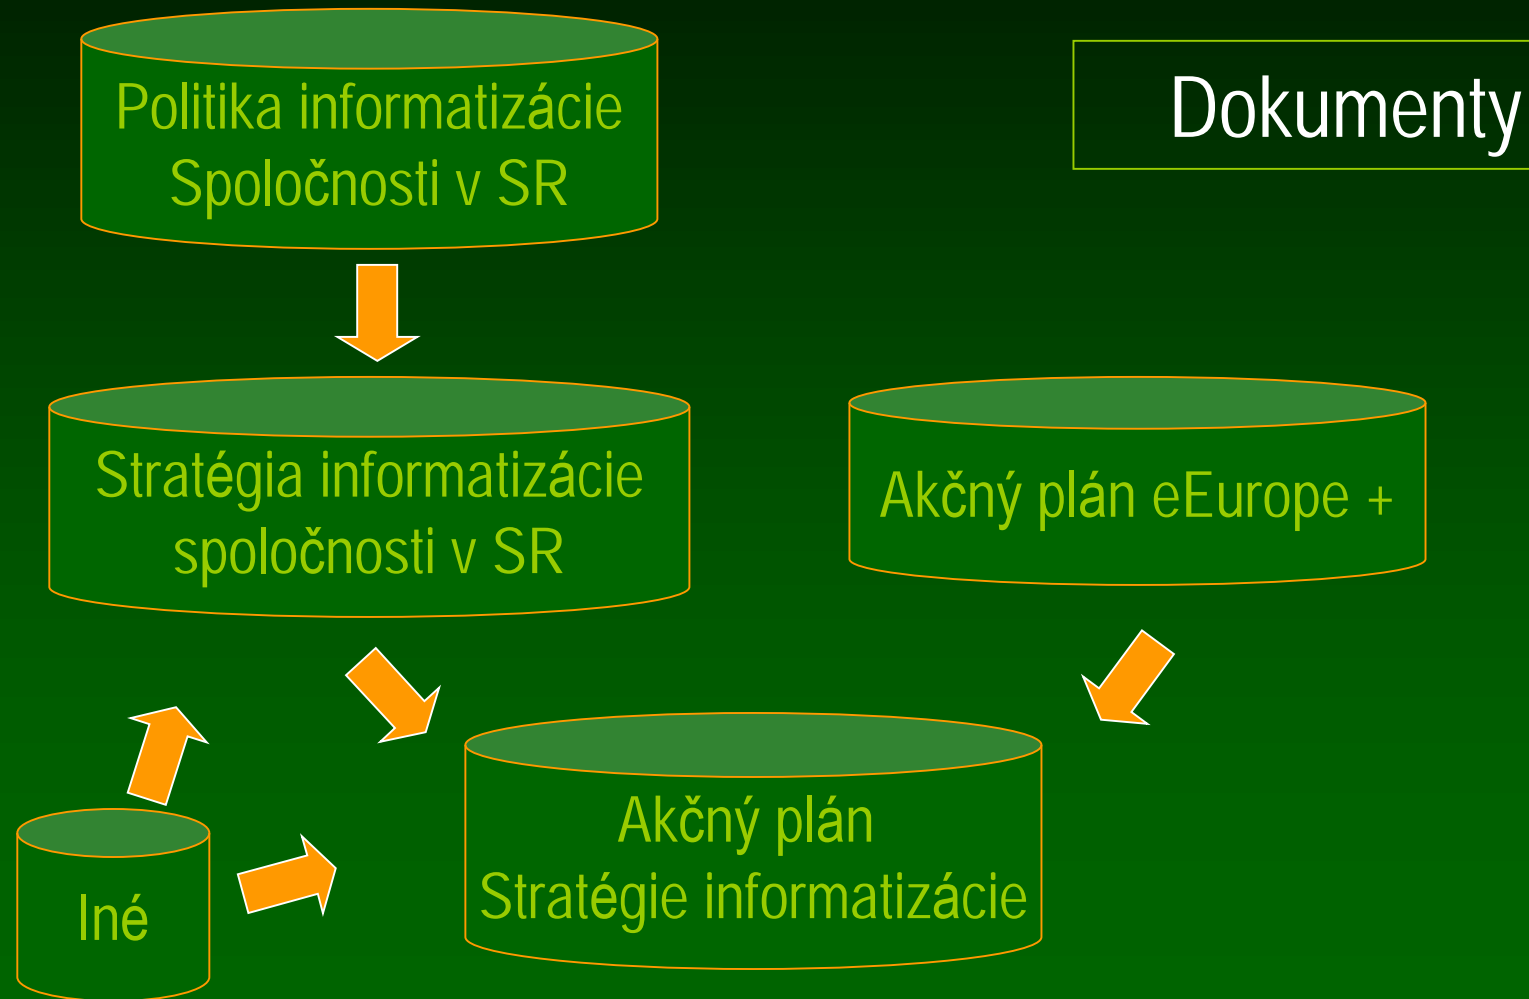 Dokumenty
Politika informatizácie
Spoločnosti v SR
Stratégia informatizácie
spoločnosti v SR
Akčný plán eEurope +
Akčný plán
Stratégie informatizácie
Iné